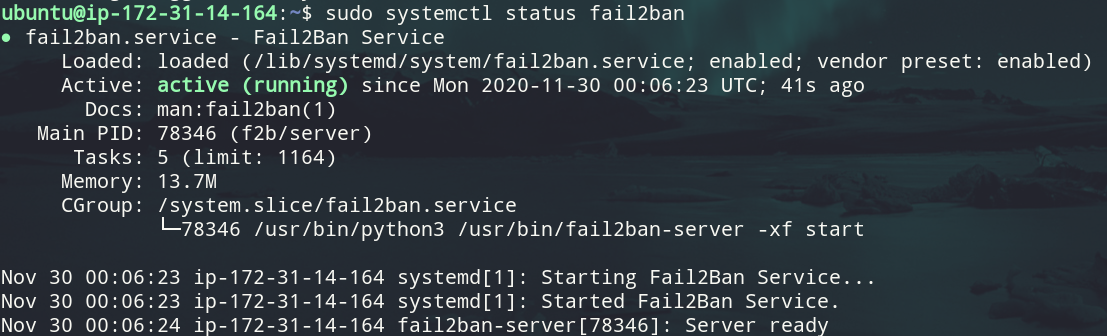 ubuntu@ip-172-31-14-164:~$ sudo systemctl status fail2ban
● fail2ban.service - Fail2Ban Service
     Loaded: loaded (/lib/systemd/system/fail2ban.service; enabled; vendor preset: enabled)
     Active: active (running) since Mon 2020-11-30 00:06:23 UTC; 41s ago
       Docs: man:fail2ban(1)
   Main PID: 78346 (f2b/server)
      Tasks: 5 (limit: 1164)
     Memory: 13.7M
     CGroup: /system.slice/fail2ban.service
             └─78346 /usr/bin/python3 /usr/bin/fail2ban-server -xf start

Nov 30 00:06:23 ip-172-31-14-164 systemd[1]: Starting Fail2Ban Service...
Nov 30 00:06:23 ip-172-31-14-164 systemd[1]: Started Fail2Ban Service.
Nov 30 00:06:24 ip-172-31-14-164 fail2ban-server[78346]: Server ready